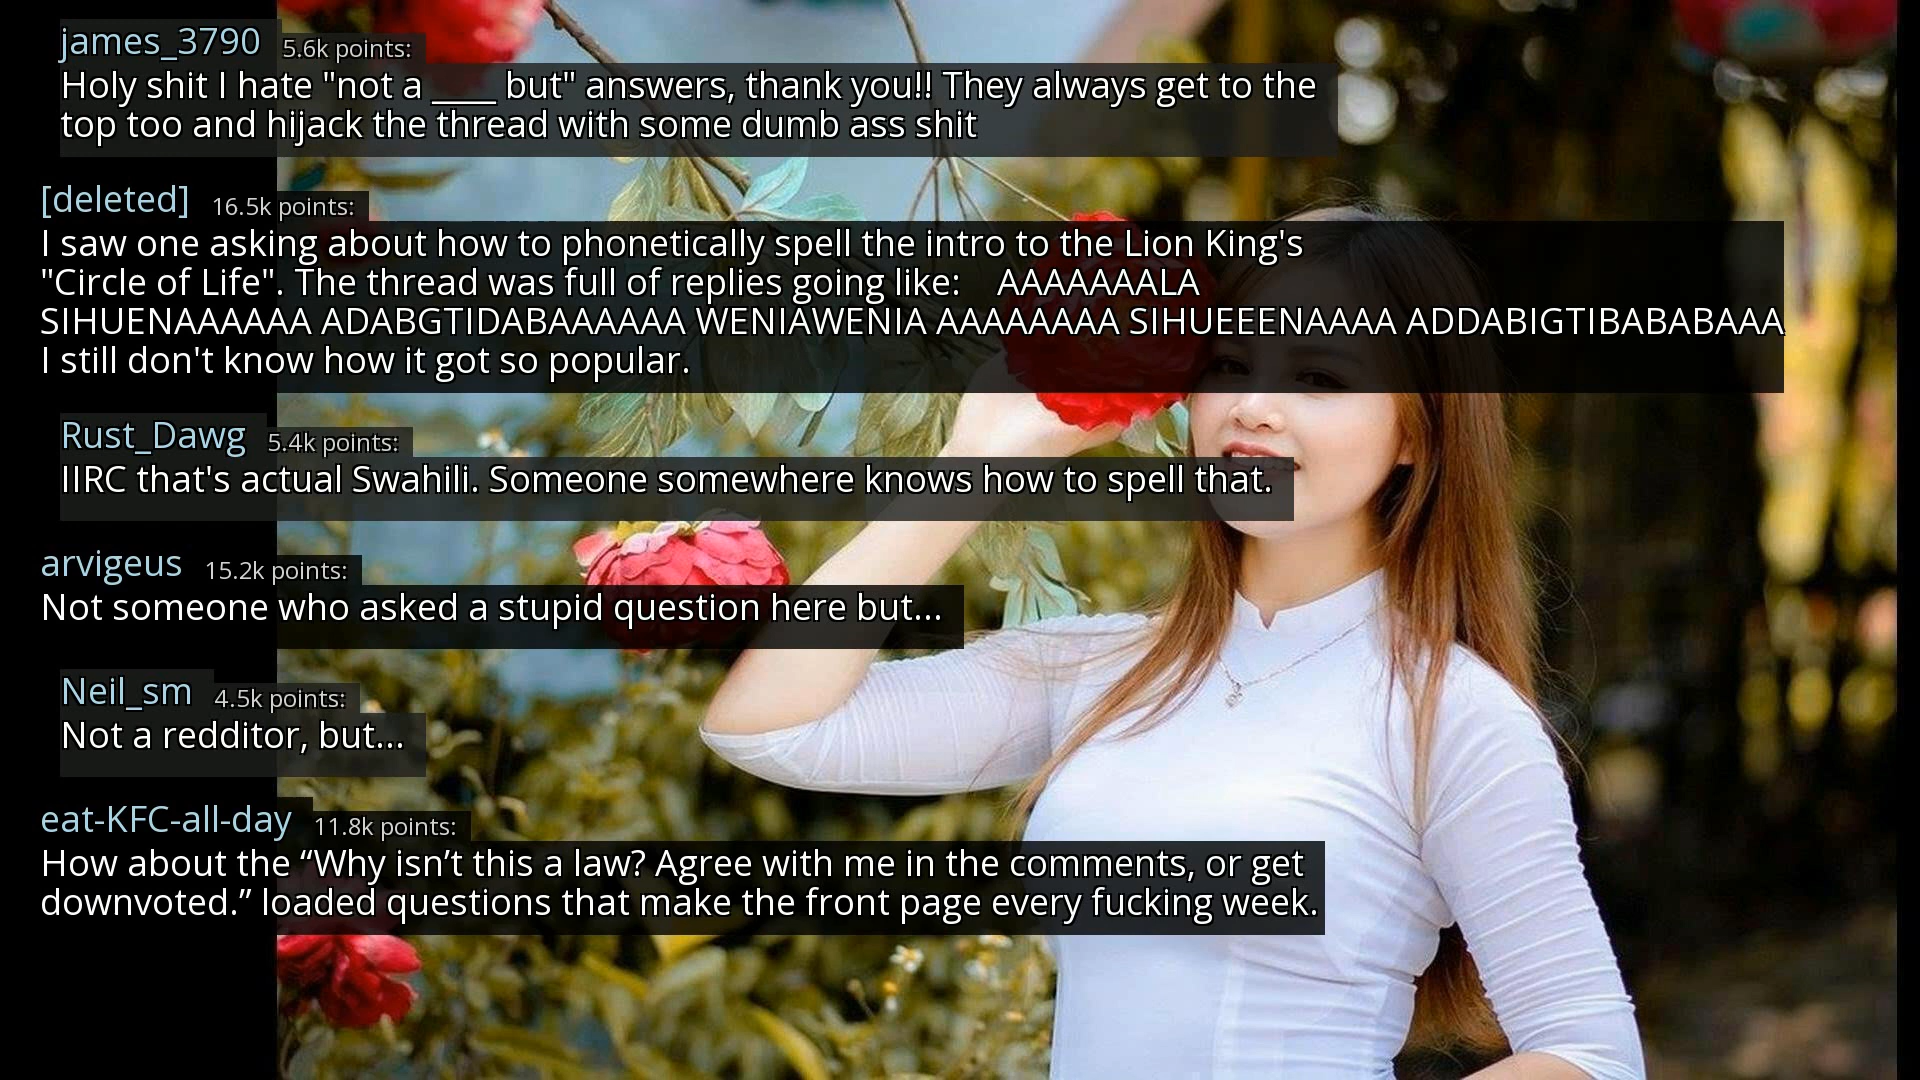 james_3790 5.6k points:
Holy shit I hate "not a ____ but" answers, thank you!! They always get to the
top too and hijack the thread with some dumb ass shit
[deleted] 16.5k points:
I saw one asking about how to phonetically spell the intro to the Lion King's
"Circle of Life". The thread was full of replies going like: AAAAAAALA
SIHUENAAAAAA ADABGTIDABAAAAAA WENIAWENIA AAAAAAAA SIHUEEENAAAA ADDABIGTIBABABAAA
I still don't know how it got so popular.
Rust_Dawg 5.4k points:
IIRC that's actual Swahili. Someone somewhere knows how to spell that.
arvigeus 15.2k points:
Not someone who asked a stupid question here but...
Neil_sm 4.5k points:
Not a redditor, but...
eat-KFC-all-day 11.8k points:
How about the “Why isn’t this a law? Agree with me in the comments, or get
downvoted.” loaded questions that make the front page every fucking week.